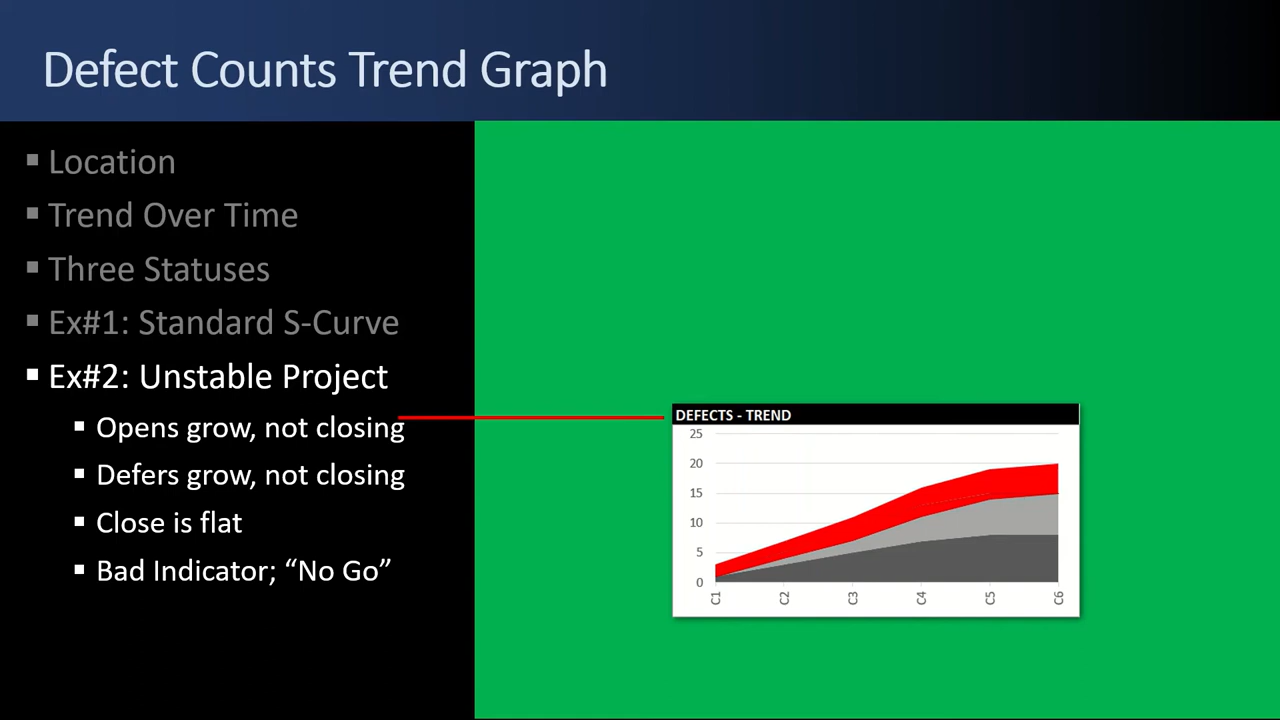 Defect Counts Trend Graph
▪ Location
▪ Trend Over Time
▪ Three Statuses
▪ Ex#1: Standard S-Curve
▪ Ex#2: Unstable Project
▪ Opens grow, not closing
▪ Defers grow, not closing
▪ Close is flat
▪ Bad Indicator; “No Go”
DEFECTS - TREND
25
20
15
10
5
0
C1 C2 C3 C4 C5 C6